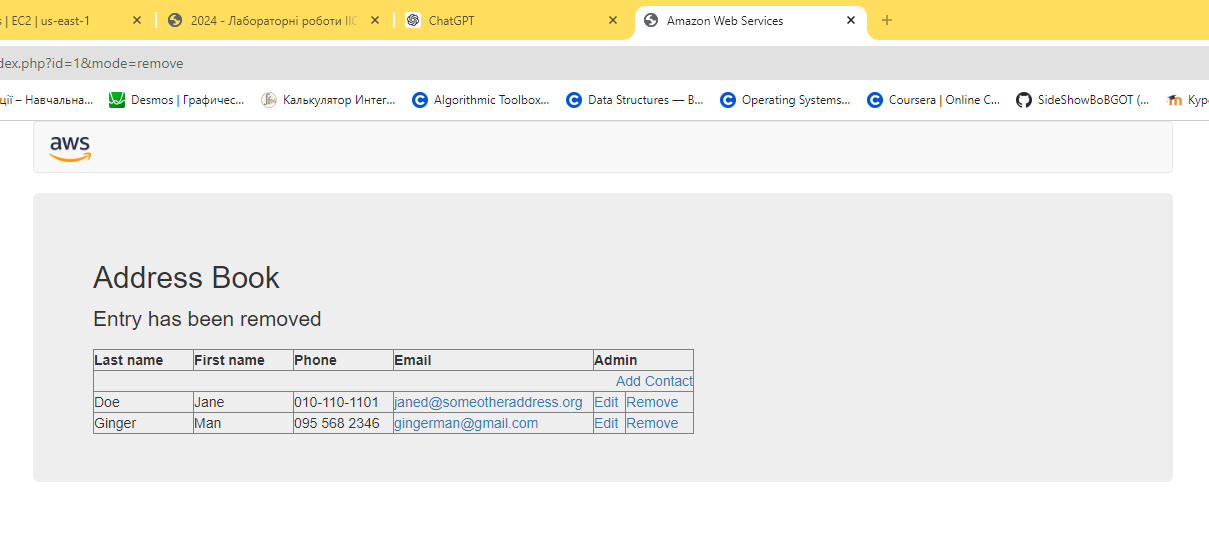 s | EC2 | us-east-1
2024 - Лабораторні роботи ІІС
ChatGPT
Amazon Web Services
dex.php?id=1&mode=remove
ції – Навчальна...
Desmos | Графичес...
Калькулятор Интег...
Algorithmic Toolbox...
Data Structures — В...
Operating Systems...
Coursera | Online C...
SideShowBoBGOT (...
Кур
aws
Address Book
Entry has been removed
Last name First name Phone Email Admin
Add Contact
Doe Jane 010-110-1101 janed@someotheraddress.org Edit Remove
Ginger Man 095 568 2346 gingerman@gmail.com Edit Remove